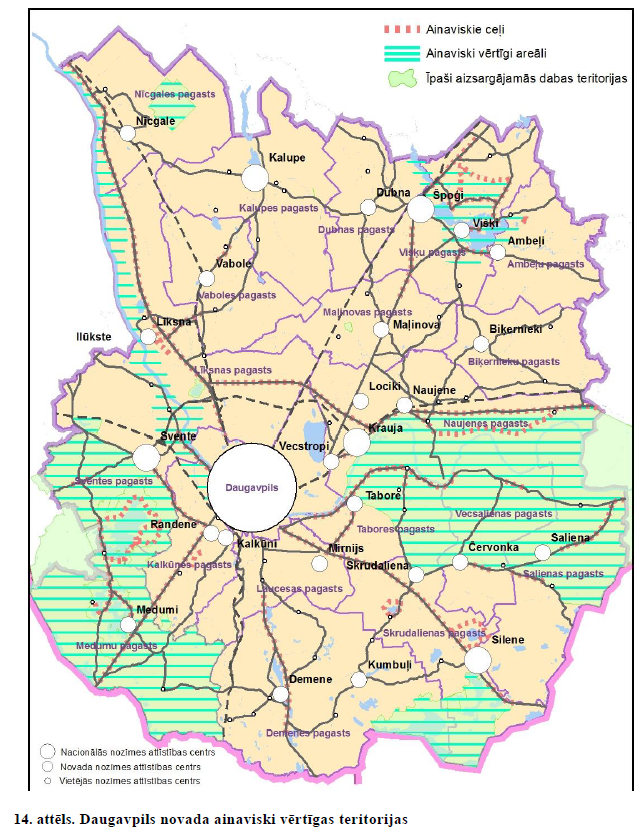 Ainaviskie ceļi
Ainaviski vērtīgi areāli
Īpaši aizsargājamās dabas teritorijas
Nīcgales pagasts
Nīcgale
Kalupe
Kalupes pagasts
Dubna
Dubnas pagasts
Špoģi
Višķi
Višķu pagasts
Ambeļi
Ambeļu pagasts
Vabole
Vaboles pagasts
Maļinovas pagasts
Maļinova
Biķernieki
Biķernieku pagasts
Līksna
Ilūkste
Līksnas pagasts
Lociki
Naujene
Naujenes pagasts
Krauja
Vecstropi
Svente
Sventes pagasts
Daugavpils
Tabore
Tabores pagasts
Vecsalienas pagasts
Randene
Kalkūni
Kalkūnes pagasts
Mirnijs
Skrudaliena
Červonka
Saliena
Salienas pagasts
Laucesas pagasts
Medumi
Medumu pagasts
Skrudalienas pagasts
Silene
Demene
Kumbuļi
Demenes pagasts
Nacionālās nozīmes attīstības centrs
Novada nozīmes attīstības centrs
Vietējās nozīmes attīstības centrs
14. attēls. Daugavpils novada ainaviski vērtīgas teritorijas